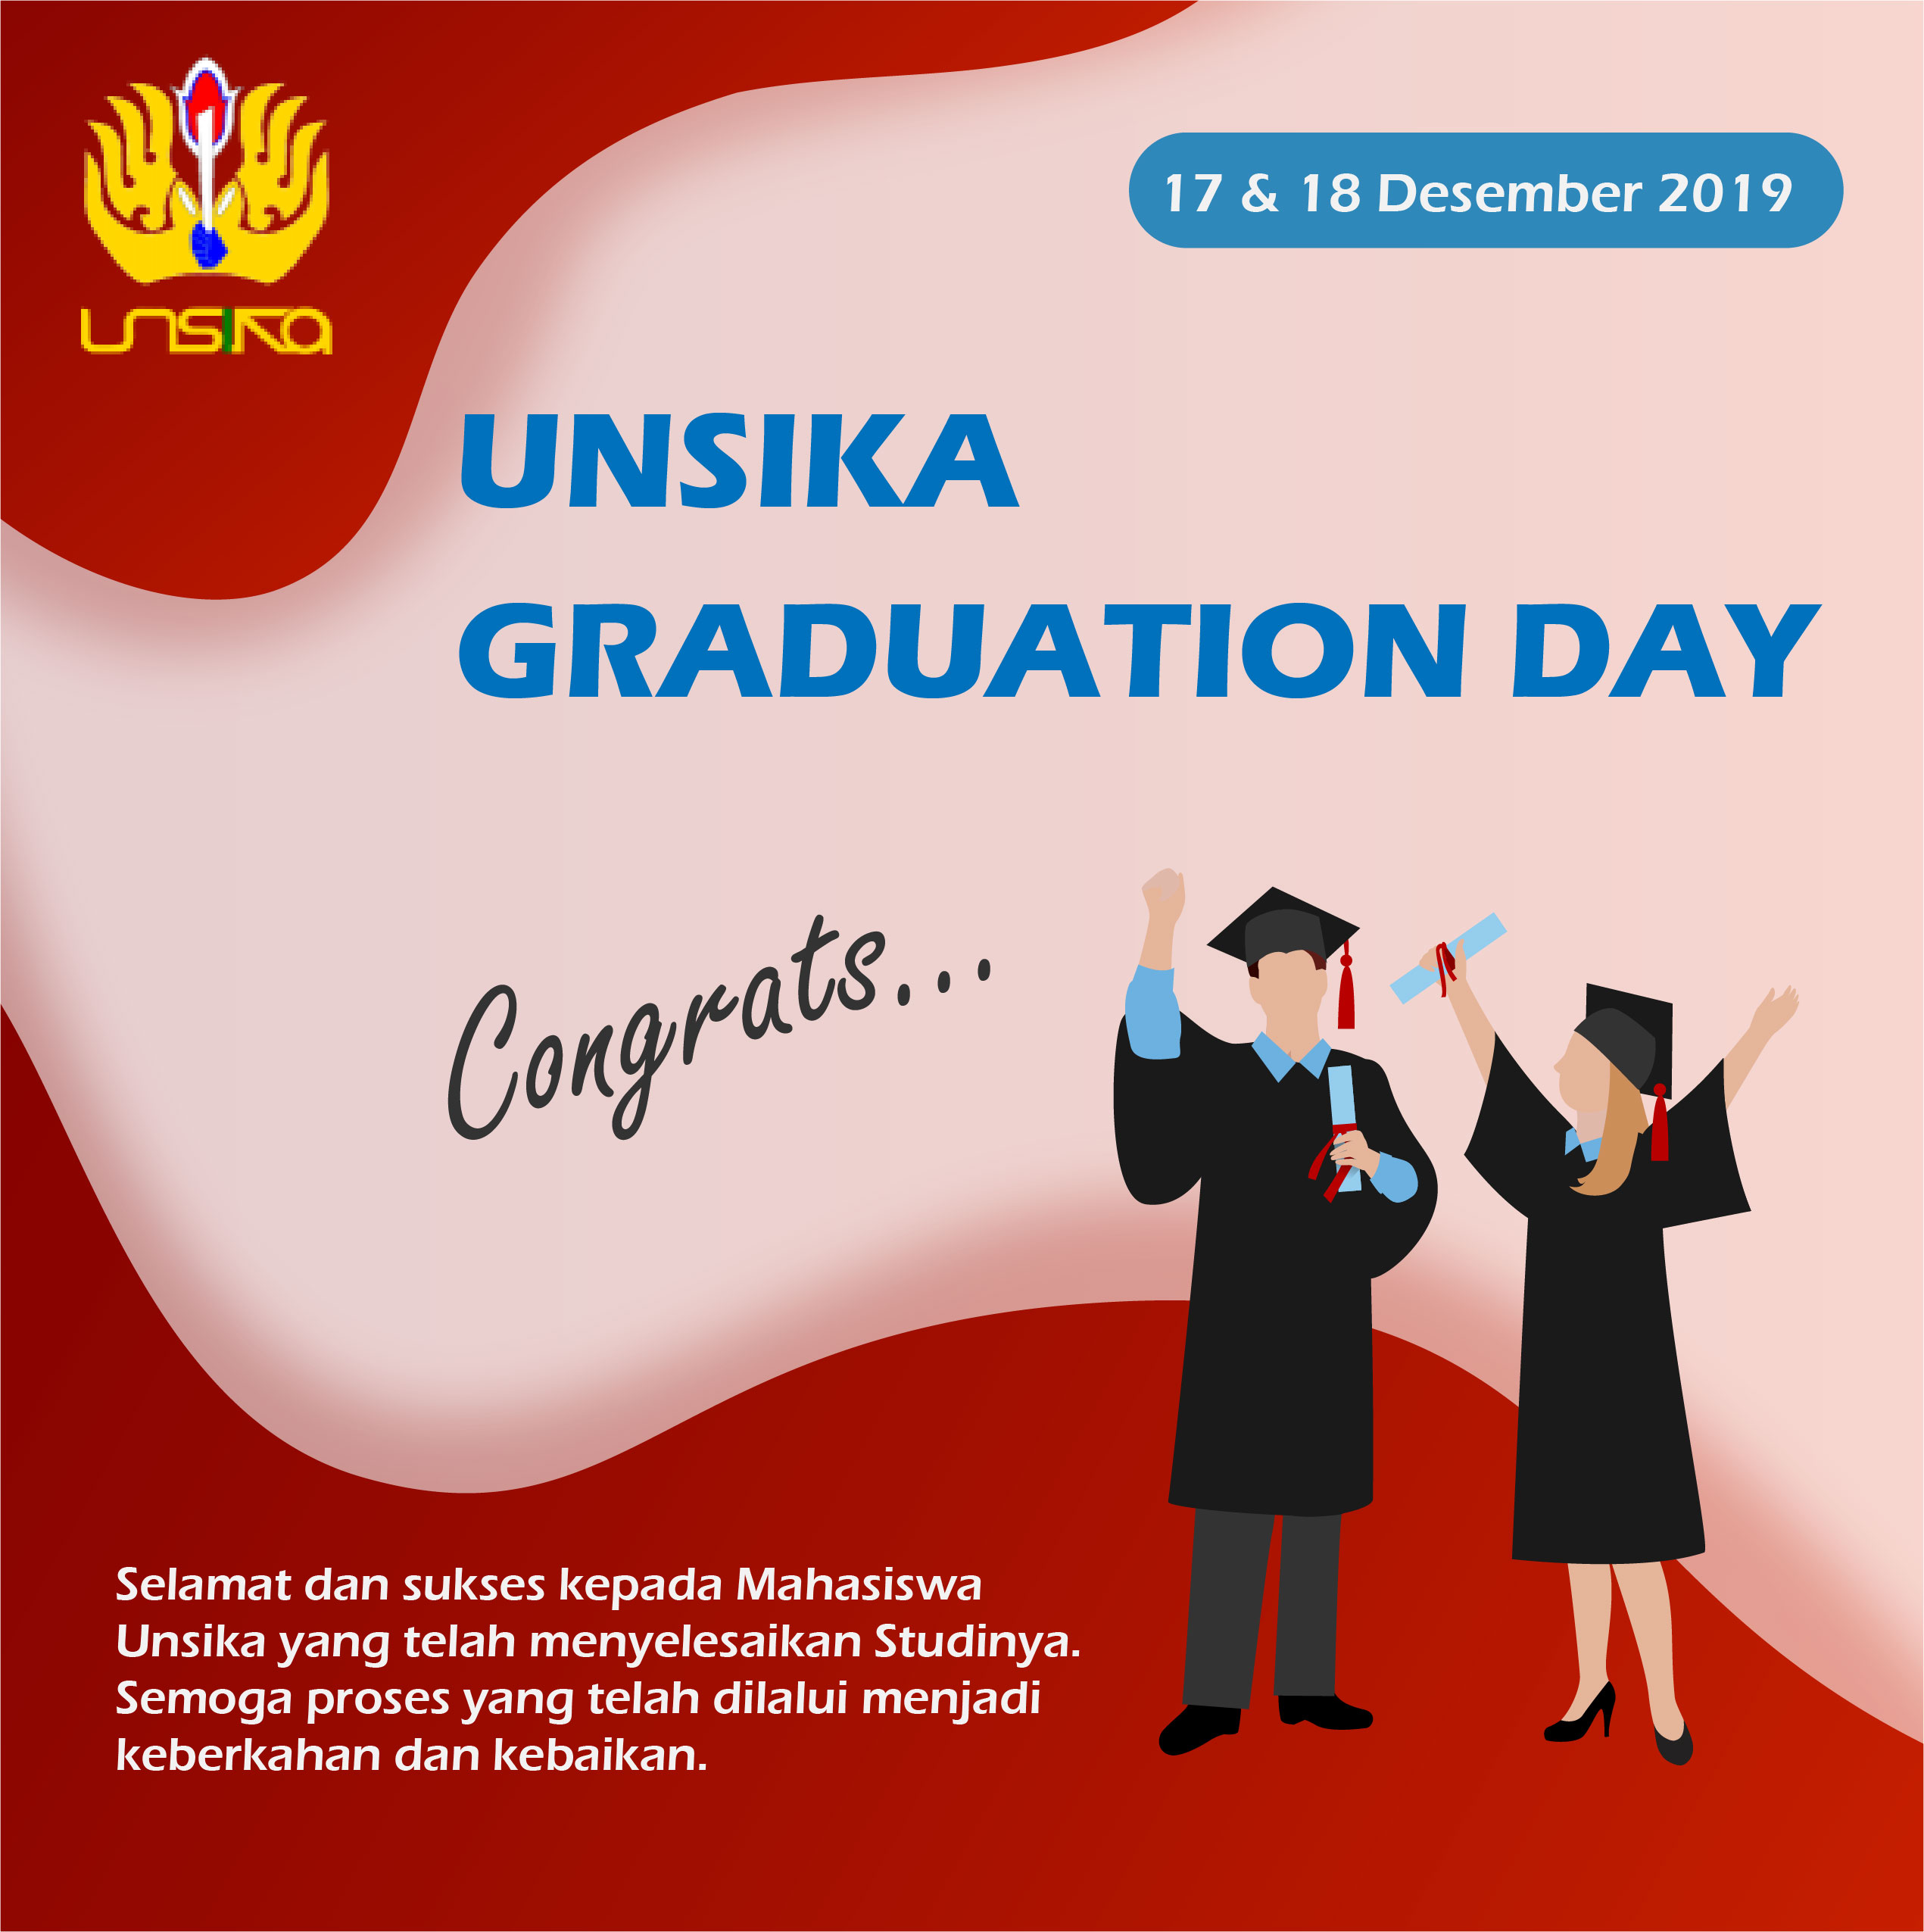 UNSIKA
17 & 18 Desember 2019
UNSIKA
GRADUATION DAY
Congrats...
Selamat dan sukses kepada Mahasiswa
Unsika yang telah menyelesaikan Studinya.
Semoga proses yang telah dilalui menjadi
keberkahan dan kebaikan.